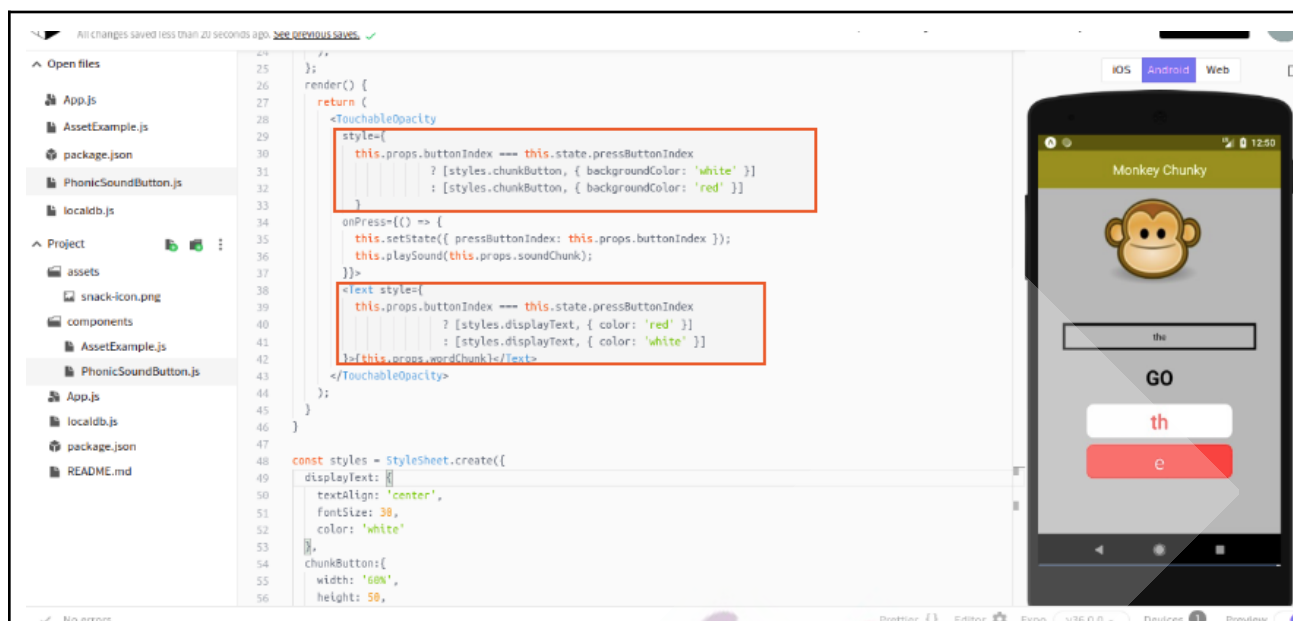 All changes saved less than 20 seconds ago. See previous saves.
Open files
App.js
AssetExample.js
package.json
PhonicSoundButton.js
localdb.js
Project
assets
snack-icon.png
components
AssetExample.js
PhonicSoundButton.js
App.js
localdb.js
package.json
README.md
24 },
25 };
26 render() {
27 return (
28 <TouchableOpacity
29 style={
30 this.props.buttonIndex === this.state.pressButtonIndex
31 ? [styles.chunkButton, { backgroundColor: 'white' }]
32 : [styles.chunkButton, { backgroundColor: 'red' }]
33 }
34 onPress={() => {
35 this.setState({ pressButtonIndex: this.props.buttonIndex });
36 this.playSound(this.props.soundChunk);
37 }}>
38 <Text style={
39 this.props.buttonIndex === this.state.pressButtonIndex
40 ? [styles.displayText, { color: 'red' }]
41 : [styles.displayText, { color: 'white' }]
42 }>{this.props.wordChunk}</Text>
43 </TouchableOpacity>
44 );
45 }
46 }
47
48 const styles = StyleSheet.create({
49 displayText: {
50 textAlign: 'center',
51 fontSize: 30,
52 color: 'white'
53 },
54 chunkButton:{
55 width: '60%',
56 height: 50,
iOS Android Web
12:50
Monkey Chunky
the
GO
th
e
No errors
Prettier {} Editor Expo v36.0.0 Devices 1 Preview